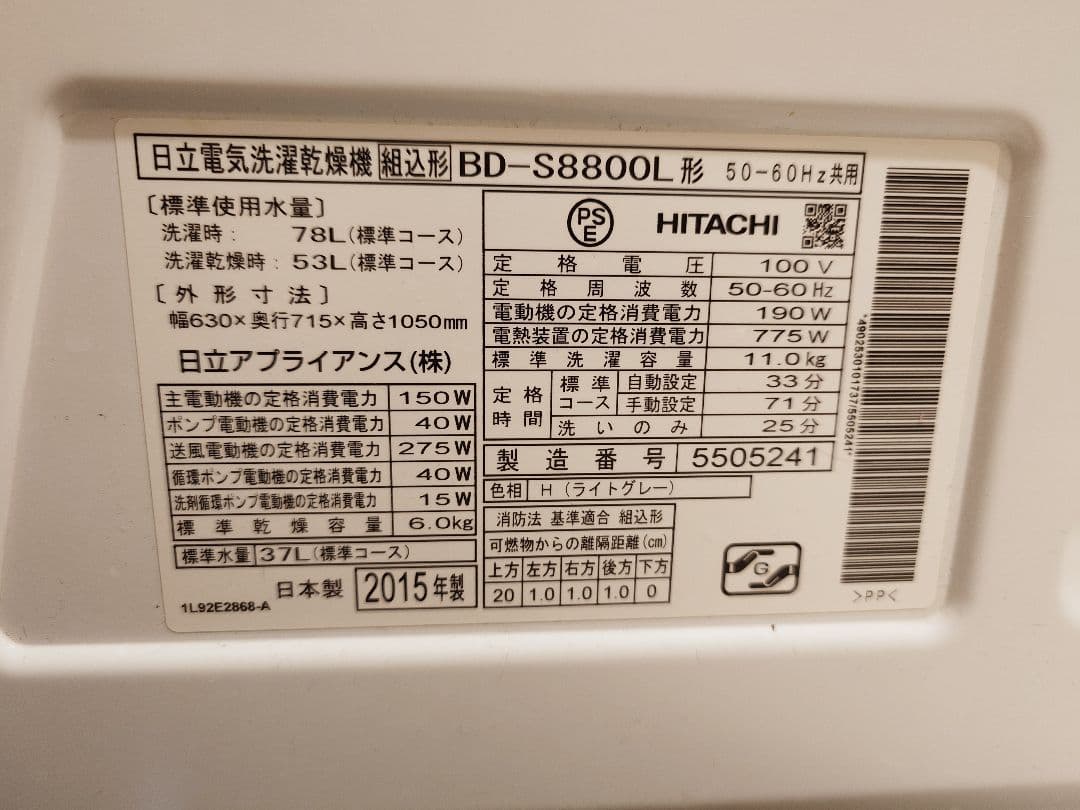 日立電気洗濯乾燥機 組込形 BD-S8800L形 50-60Hz共用
〔標準使用水量〕
洗濯時: 78L(標準コース)
洗濯乾燥時: 53L(標準コース)
〔外形寸法〕
幅630×奥行715×高さ1050mm
日立アプライアンス(株)
主電動機の定格消費電力 150W
ポンプ電動機の定格消費電力 40W
送風電動機の定格消費電力 275W
循環ポンプ電動機の定格消費電力 40W
洗剤循環ポンプ電動機の定格消費電力 15W
標準乾燥容量 6.0kg
標準水量 37L(標準コース)
日本製 2015年製
1L92E2868-A
PSE HITACHI
定格電圧 100V
定格周波数 50-60Hz
電動機の定格消費電力 190W
電熱装置の定格消費電力 775W
標準洗濯容量 11.0kg
定格時間 標準コース 自動設定 33分
手動設定 71分
洗いのみ 25分
製造番号 5505241
色相 H (ライトグレー)
消防法 基準適合 組込形
可燃物からの離隔距離(cm)
上方 左方 右方 後方 下方
20 1.0 1.0 1.0 0
G
*4902530101737/5505241*
>PP<